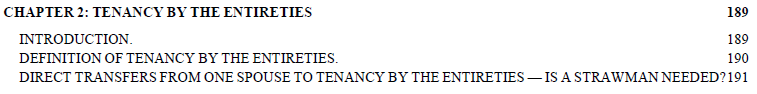 CHAPTER 2: TENANCY BY THE ENTIRETIES 189
INTRODUCTION. 189
DEFINITION OF TENANCY BY THE ENTIRETIES. 190
DIRECT TRANSFERS FROM ONE SPOUSE TO TENANCY BY THE ENTIRETIES — IS A STRAWMAN NEEDED?191